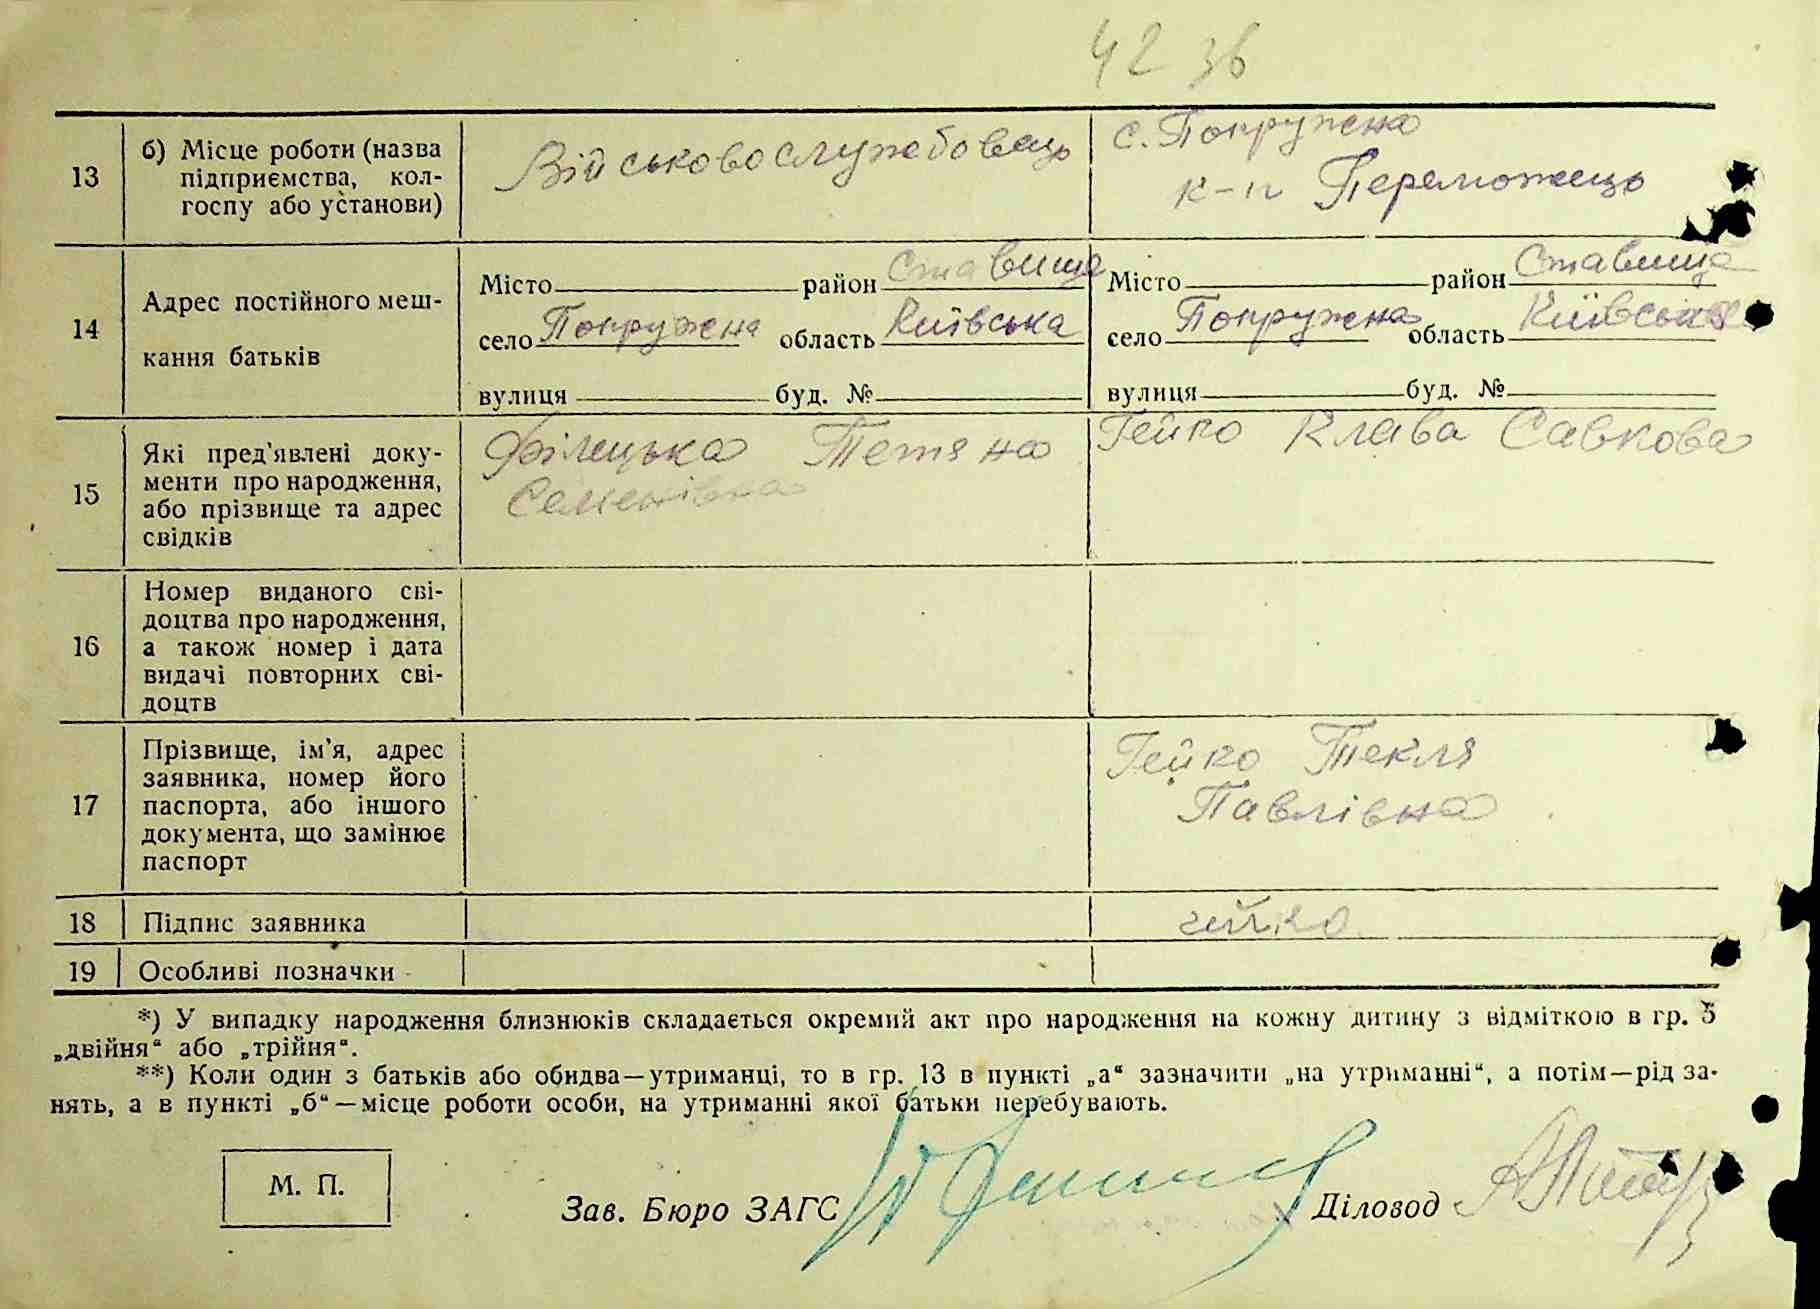 42 зв
13
б) Місце роботи (назва
підприємства, кол-
госпу або установи)
Військовослужбовець
с. Попружена
к-п Переможець
14
Адрес постійного меш-
кання батьків
Місто район Ставище
село Попружена область Київська
вулиця буд. №
Місто район Ставище
село Попружена область Київська
вулиця буд. №
15
Які пред'явлені доку-
менти про народження,
або прізвище та адрес
свідків
Філецька Тетяна
Семенівна
Гейко Клава Савкова
16
Номер виданого сві-
доцтва про народження,
а також номер і дата
видачі повторних сві-
доцтв
17
Прізвище, ім'я, адрес
заявника, номер його
паспорта, або іншого
документа, що замінює
паспорт
Гейко Текля
Павлівна
18 Підпис заявника
19 Особливі позначки
*) У випадку народження близнюків складається окремий акт про народження на кожну дитину з відміткою в гр. 5
„двійня“ або „трійня“.
**) Коли один з батьків або обидва—утриманці, то в гр. 13 в пункті „а“ зазначити „на утриманні“, а потім—рід за-
нять, а в пункті „б“—місце роботи особи, на утриманні якої батьки перебувають.
М. П.
Зав. Бюро ЗАГС
Діловод